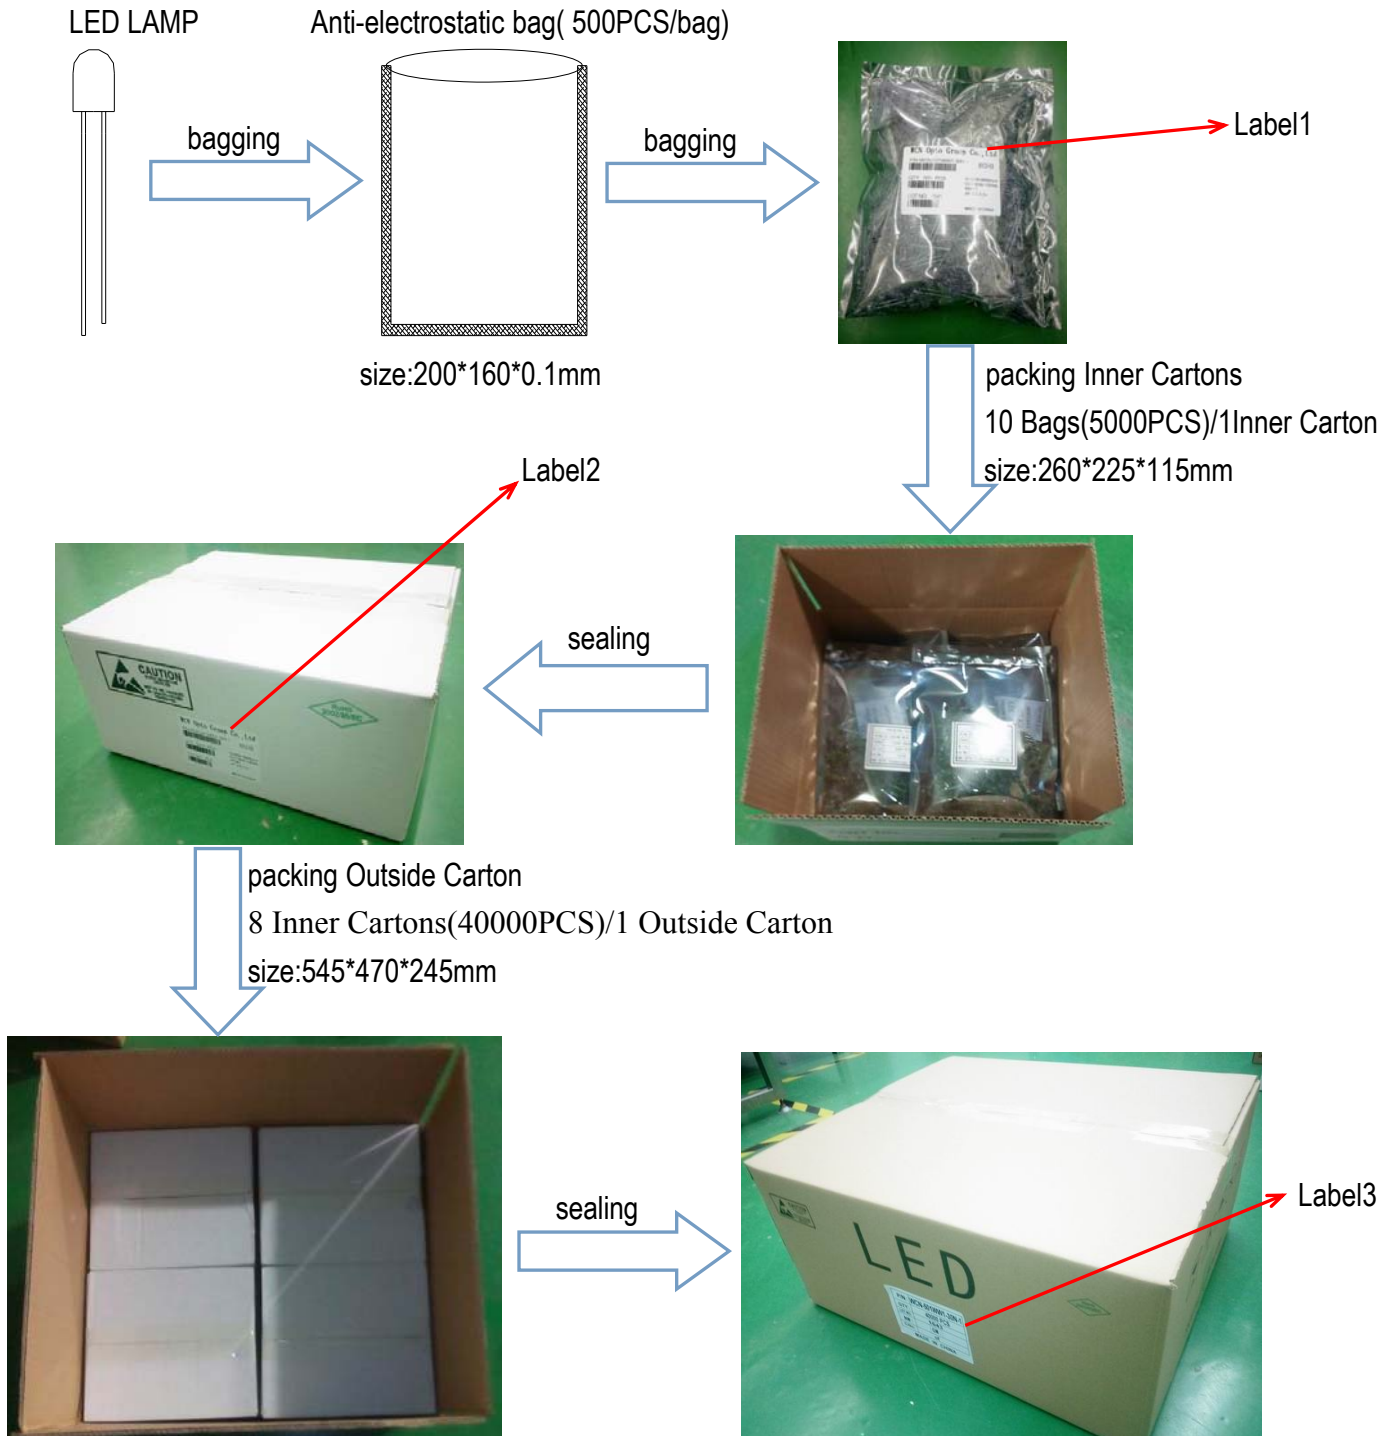 LED LAMP
Anti-electrostatic bag( 500PCS/bag)
bagging
bagging
Label1
size:200*160*0.1mm
packing Inner Cartons
10 Bags(5000PCS)/1Inner Carton
size:260*225*115mm
Label2
sealing
CAUTION
packing Outside Carton
8 Inner Cartons(40000PCS)/1 Outside Carton
size:545*470*245mm
sealing
Label3
LED